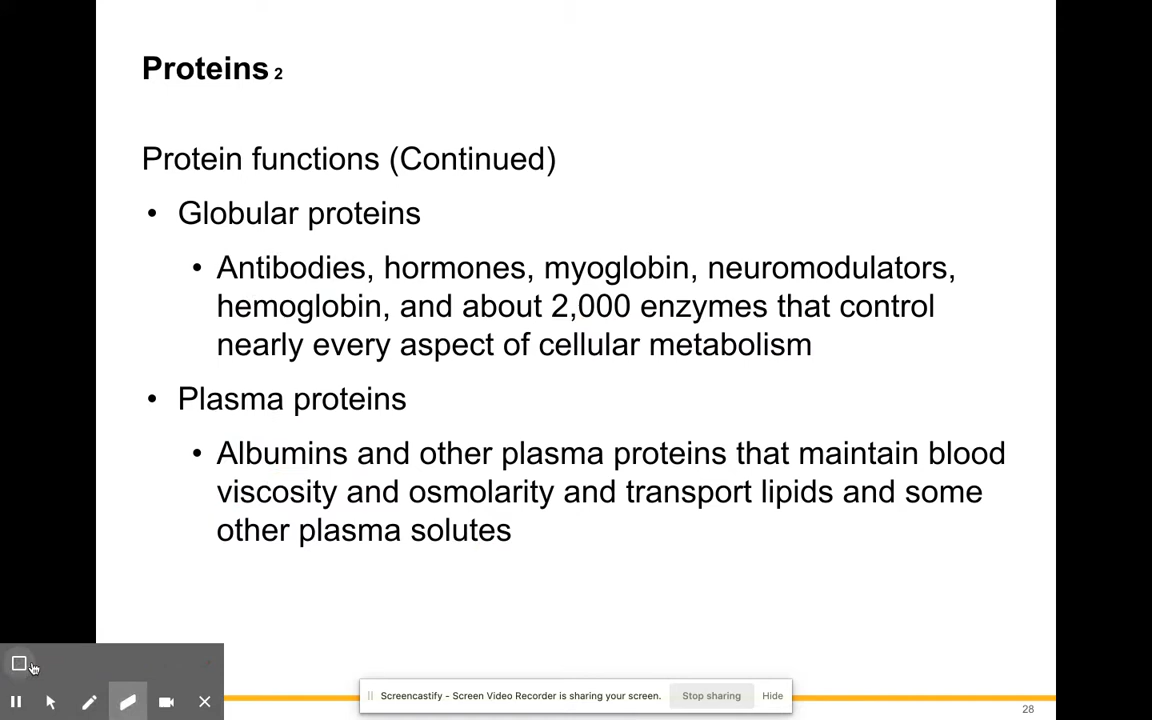 Proteins 2
Protein functions (Continued)
• Globular proteins
• Antibodies, hormones, myoglobin, neuromodulators,
hemoglobin, and about 2,000 enzymes that control
nearly every aspect of cellular metabolism
• Plasma proteins
• Albumins and other plasma proteins that maintain blood
viscosity and osmolarity and transport lipids and some
other plasma solutes
Screencastify - Screen Video Recorder is sharing your screen. Stop sharing Hide
28